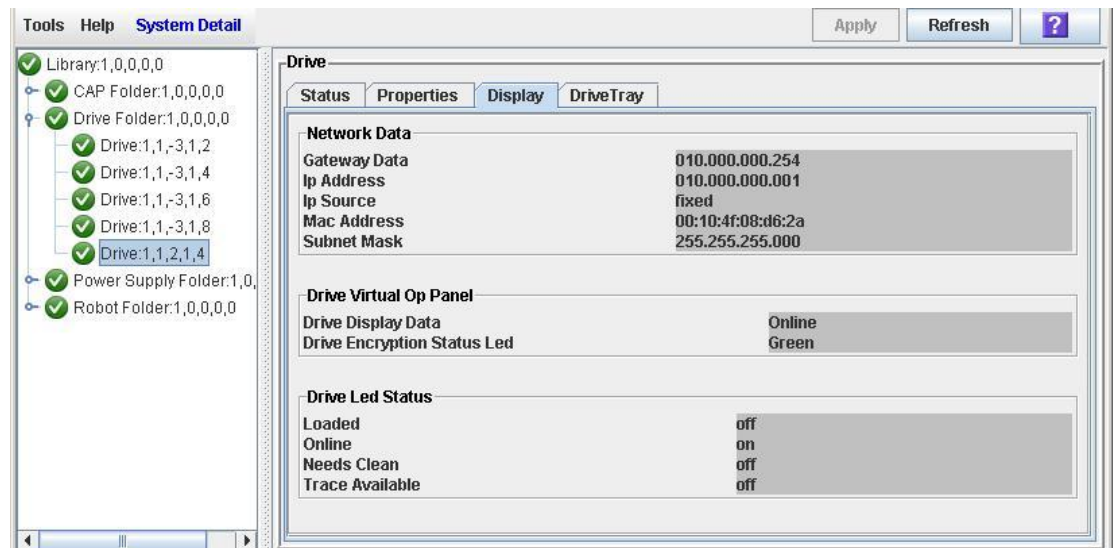 Tools Help System Detail
Apply Refresh ?
Library:1,0,0,0,0
CAP Folder:1,0,0,0,0
Drive Folder:1,0,0,0,0
Drive:1,1,-3,1,2
Drive:1,1,-3,1,4
Drive:1,1,-3,1,6
Drive:1,1,-3,1,8
Drive:1,1,2,1,4
Power Supply Folder:1,0,
Robot Folder:1,0,0,0,0
Drive
Status Properties Display DriveTray
Network Data
Gateway Data 010.000.000.254
Ip Address 010.000.000.001
Ip Source fixed
Mac Address 00:10:4f:08:d6:2a
Subnet Mask 255.255.255.000
Drive Virtual Op Panel
Drive Display Data Online
Drive Encryption Status Led Green
Drive Led Status
Loaded off
Online on
Needs Clean off
Trace Available off